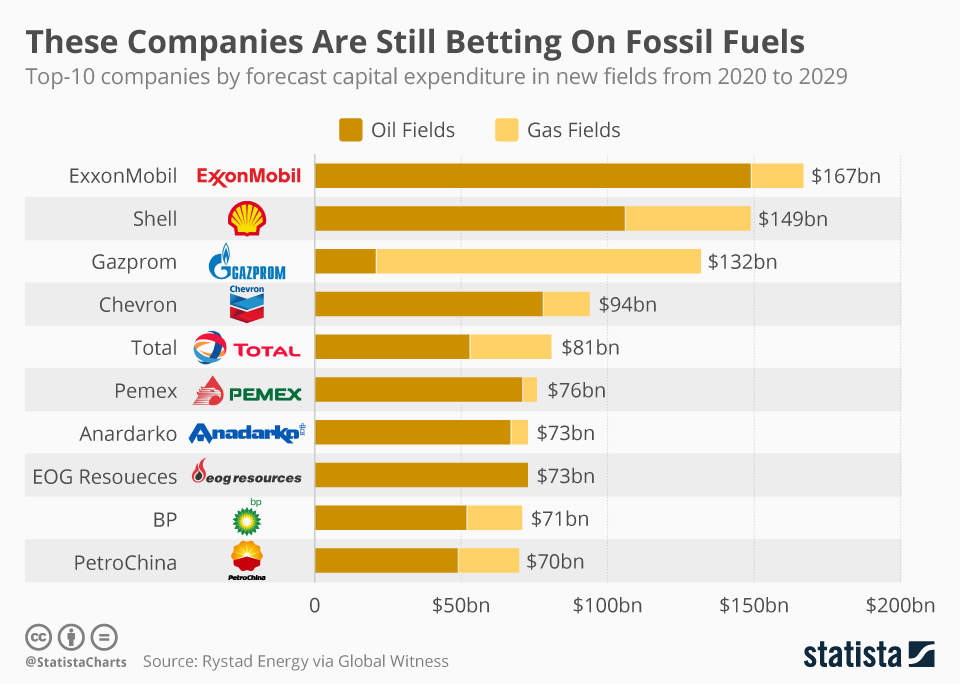 These Companies Are Still Betting On Fossil Fuels
Top-10 companies by forecast capital expenditure in new fields from 2020 to 2029
Oil Fields Gas Fields
ExxonMobil ExxonMobil $167bn
Shell $149bn
Gazprom GAZPROM $132bn
Chevron Chevron $94bn
Total TOTAL $81bn
Pemex PEMEX $76bn
Anardarko Anadarko $73bn
EOG Resoueces eog resources $73bn
BP bp $71bn
PetroChina PetroChina $70bn
0 $50bn $100bn $150bn $200bn
cc
@StatistaCharts Source: Rystad Energy via Global Witness
statista